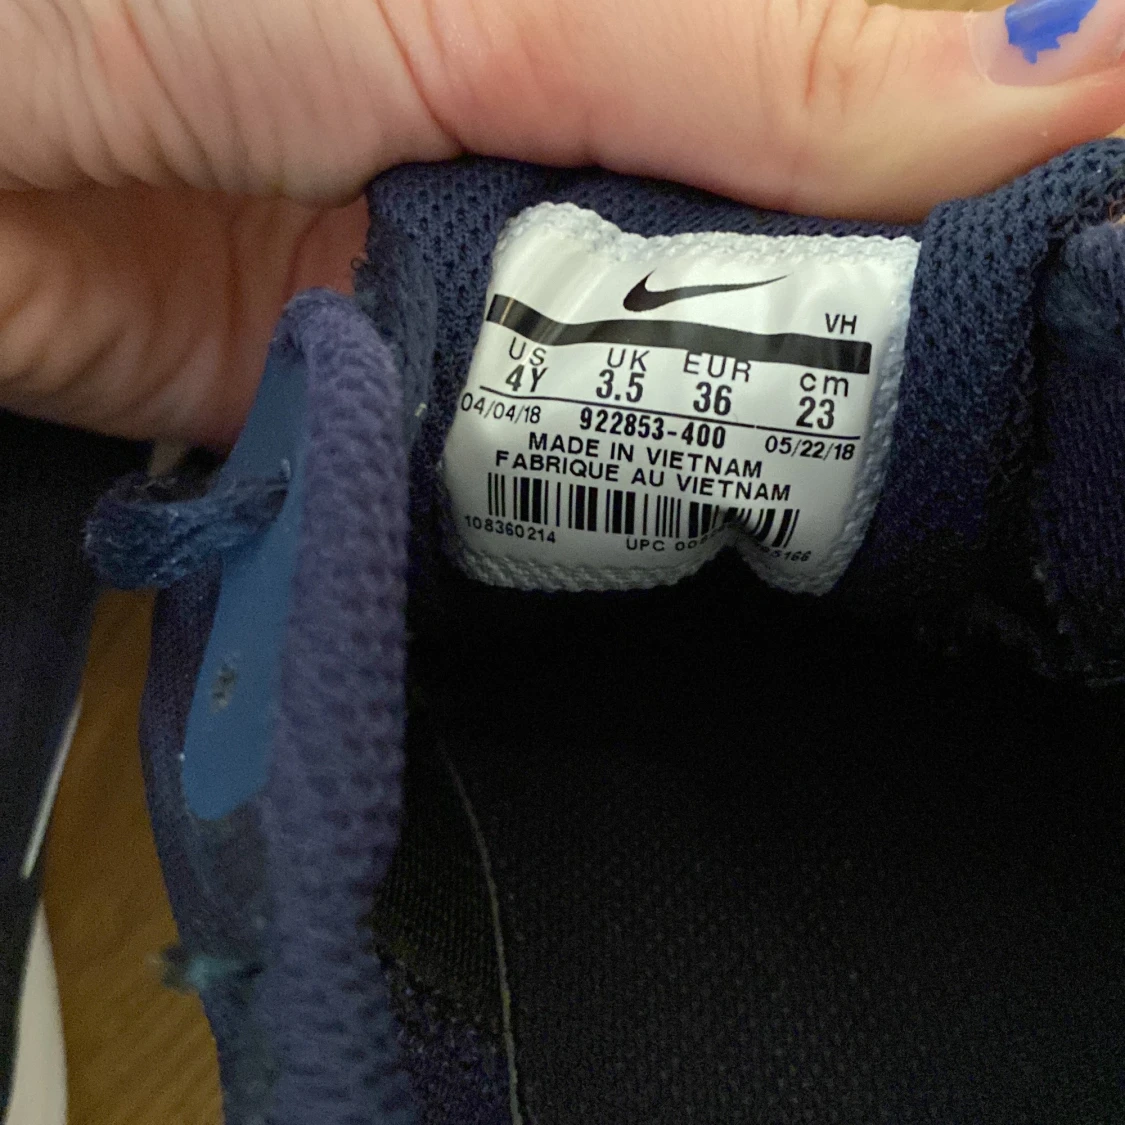 VH
US UK EUR cm
4Y 3.5 36 23
04/04/18 922853-400 05/22/18
MADE IN VIETNAM
FABRIQUE AU VIETNAM
108360214 UPC